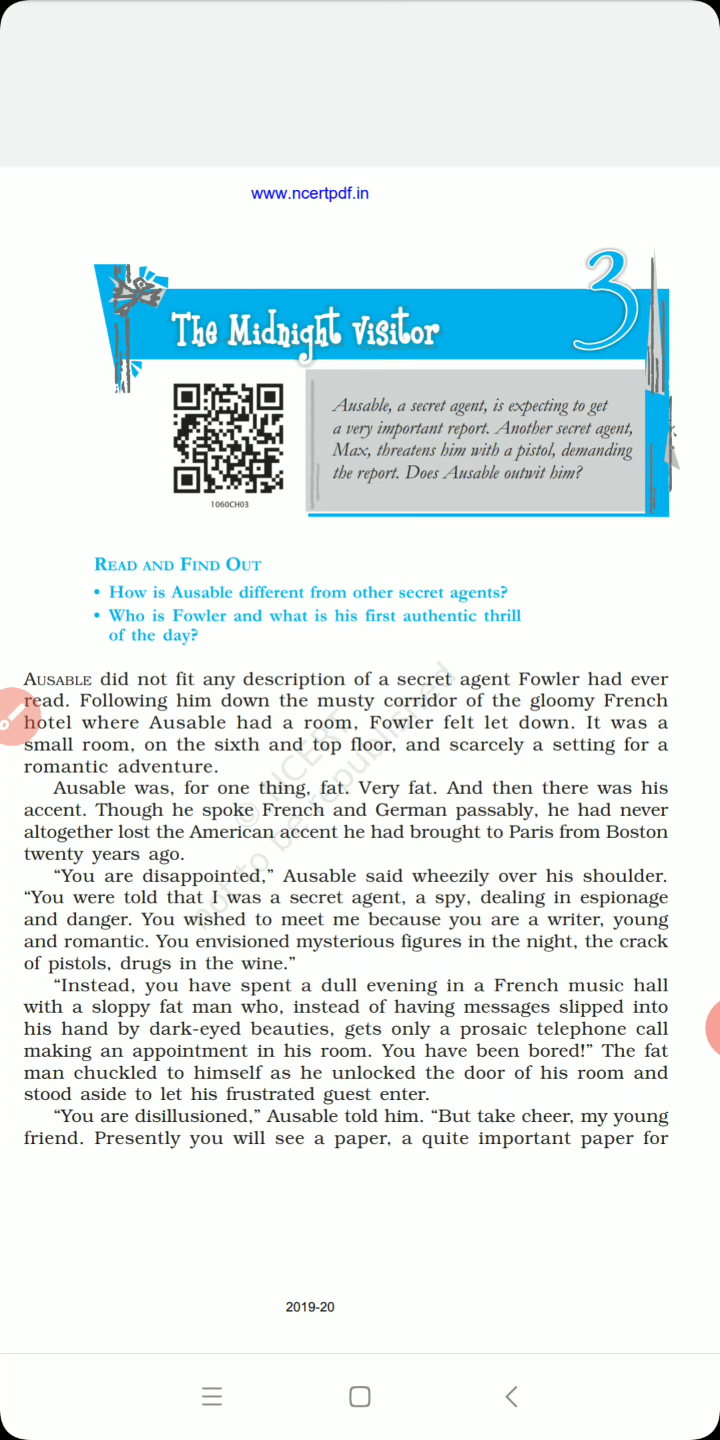 www.ncertpdf.in
3
The Midnight Visitor
Ausable, a secret agent, is expecting to get
a very important report. Another secret agent,
Max, threatens him with a pistol, demanding
the report. Does Ausable outwit him?
1060CH03
READ AND FIND OUT
• How is Ausable different from other secret agents?
• Who is Fowler and what is his first authentic thrill
of the day?
AUSABLE did not fit any description of a secret agent Fowler had ever
read. Following him down the musty corridor of the gloomy French
hotel where Ausable had a room, Fowler felt let down. It was a
small room, on the sixth and top floor, and scarcely a setting for a
romantic adventure.
Ausable was, for one thing, fat. Very fat. And then there was his
accent. Though he spoke French and German passably, he had never
altogether lost the American accent he had brought to Paris from Boston
twenty years ago.
“You are disappointed,” Ausable said wheezily over his shoulder.
“You were told that I was a secret agent, a spy, dealing in espionage
and danger. You wished to meet me because you are a writer, young
and romantic. You envisioned mysterious figures in the night, the crack
of pistols, drugs in the wine.”
“Instead, you have spent a dull evening in a French music hall
with a sloppy fat man who, instead of having messages slipped into
his hand by dark-eyed beauties, gets only a prosaic telephone call
making an appointment in his room. You have been bored!” The fat
man chuckled to himself as he unlocked the door of his room and
stood aside to let his frustrated guest enter.
“You are disillusioned,” Ausable told him. “But take cheer, my young
friend. Presently you will see a paper, a quite important paper for
© NCERT
not to be republished
2019-20